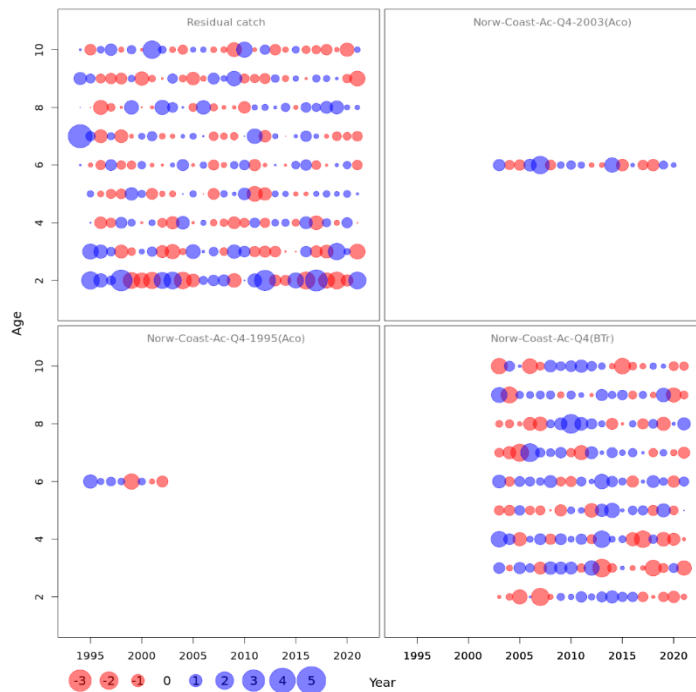 Residual catch
Norw-Coast-Ac-Q4-2003(Aco)
10
8
6
4
2
Age
Norw-Coast-Ac-Q4-1995(Aco)
Norw-Coast-Ac-Q4(BTr)
10
8
6
4
2
1995 2000 2005 2010 2015 2020 1995 2000 2005 2010 2015 2020
-3 -2 -1 0 1 2 3 4 5 Year